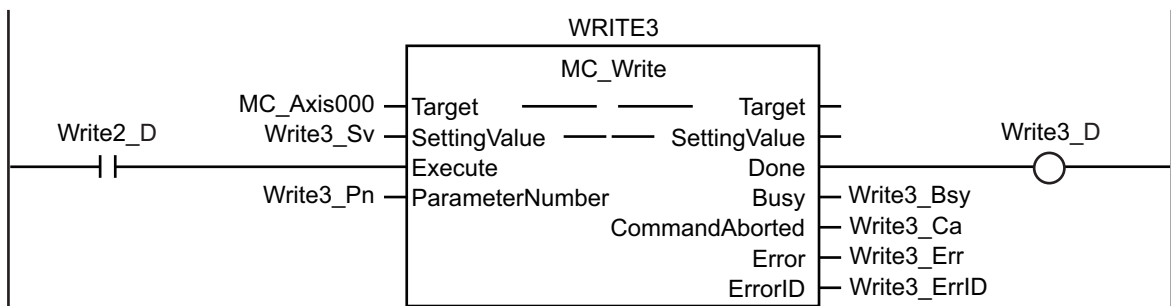 WRITE3
MC_Write
MC_Axis000 Target Target
Write2_D Write3_Sv SettingValue SettingValue Write3_D
Execute Done
Write3_Pn ParameterNumber Busy Write3_Bsy
CommandAborted Write3_Ca
Error Write3_Err
ErrorID Write3_ErrID